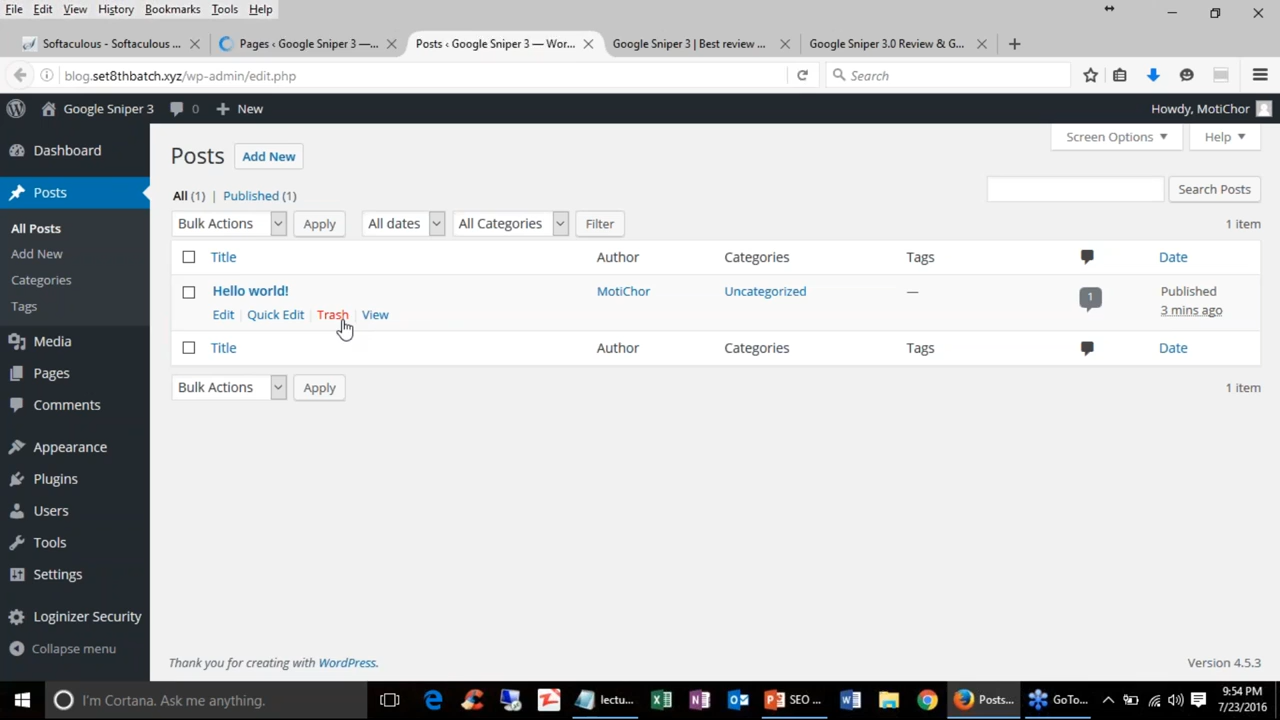 File Edit View History Bookmarks Tools Help
Softaculous - Softaculous ...
Pages ‹ Google Sniper 3 —...
Posts ‹ Google Sniper 3 — Wor...
Google Sniper 3 | Best review ...
Google Sniper 3.0 Review & G...
blog.set8thbatch.xyz/wp-admin/edit.php
Search
Google Sniper 3
0
New
Howdy, MotiChor
Dashboard
Posts
All Posts
Add New
Categories
Tags
Media
Pages
Comments
Appearance
Plugins
Users
Tools
Settings
Loginizer Security
Collapse menu
Screen Options
Help
Posts
Add New
All (1) | Published (1)
Search Posts
Bulk Actions
Apply
All dates
All Categories
Filter
1 item
Title Author Categories Tags Date
Hello world! MotiChor Uncategorized — 1 Published
3 mins ago
Edit | Quick Edit | Trash | View
Title Author Categories Tags Date
Bulk Actions
Apply
1 item
Thank you for creating with WordPress.
Version 4.5.3
I'm Cortana. Ask me anything.
lectu...
SEO ...
Posts...
GoTo...
9:54 PM
7/23/2016